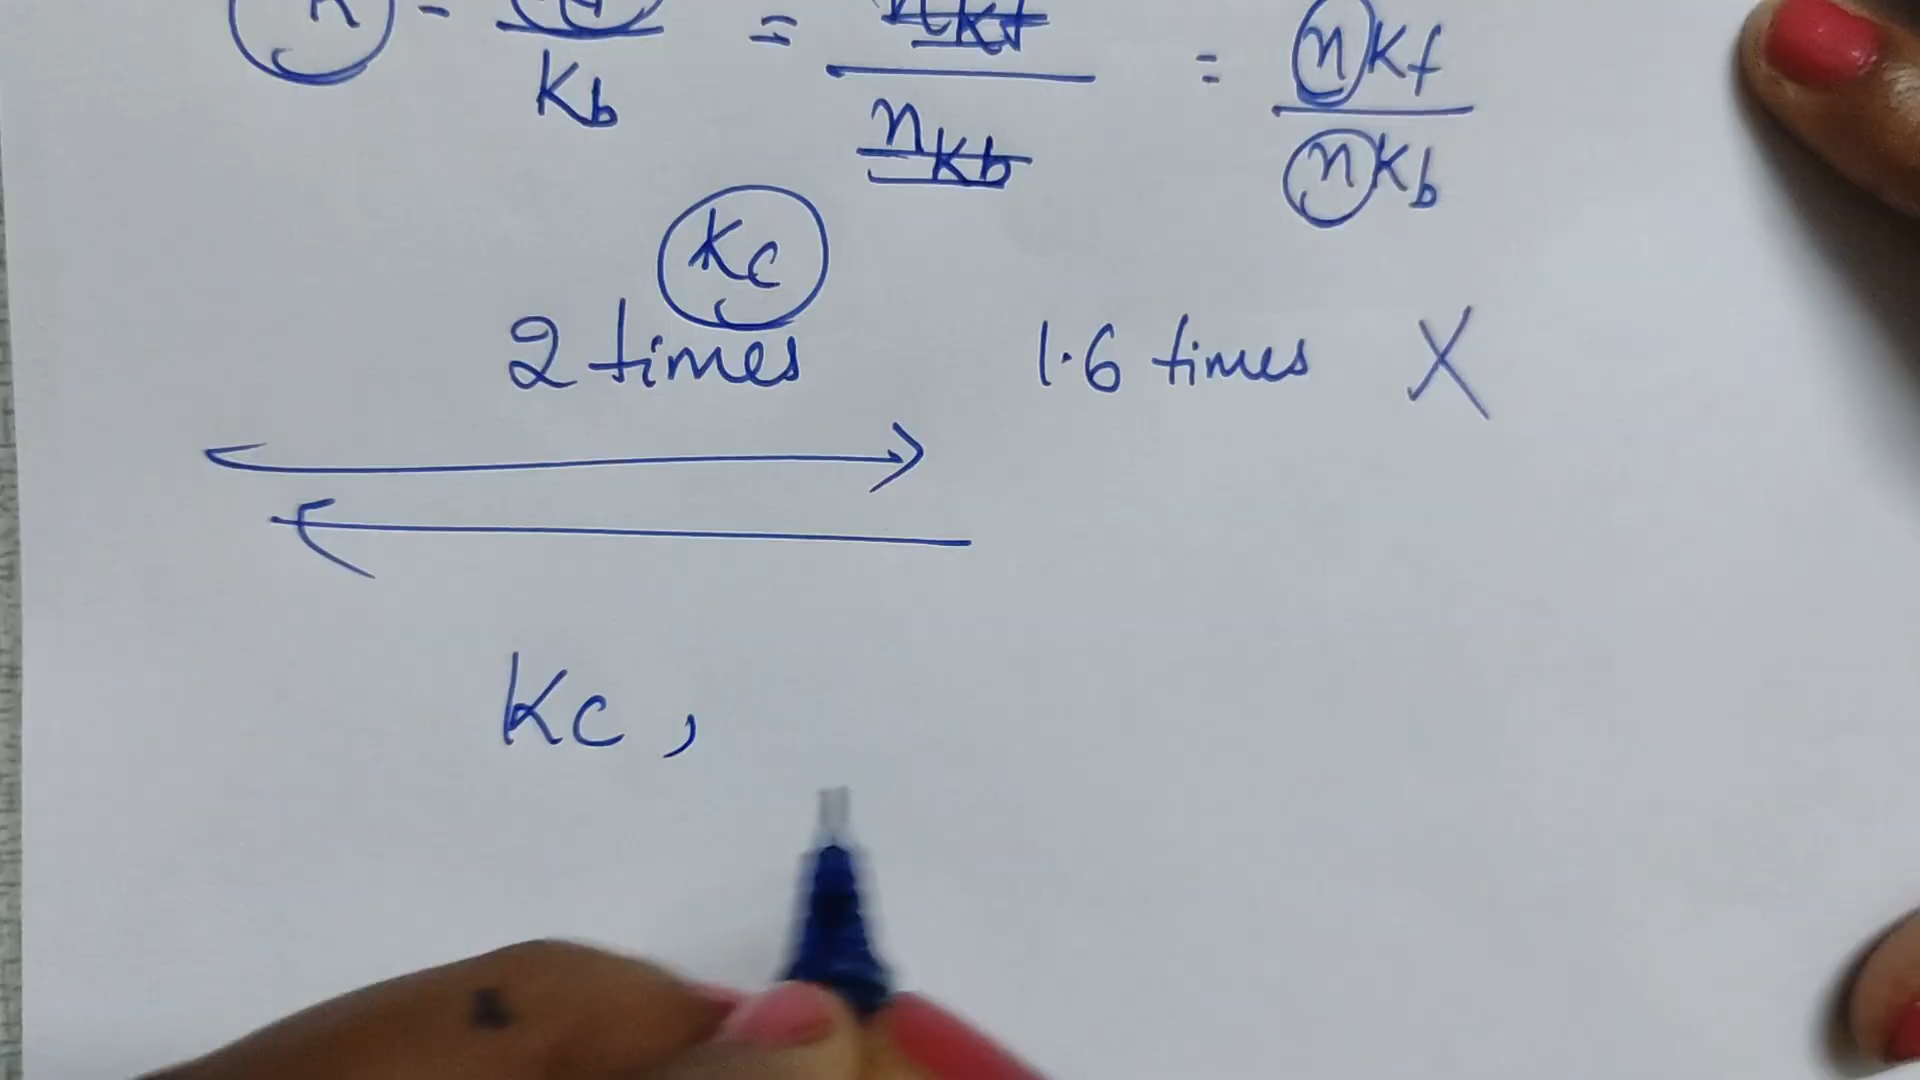 K = / Kb = nKb = nKf / nKb
Kc
2 times 1.6 times X
Kc ,